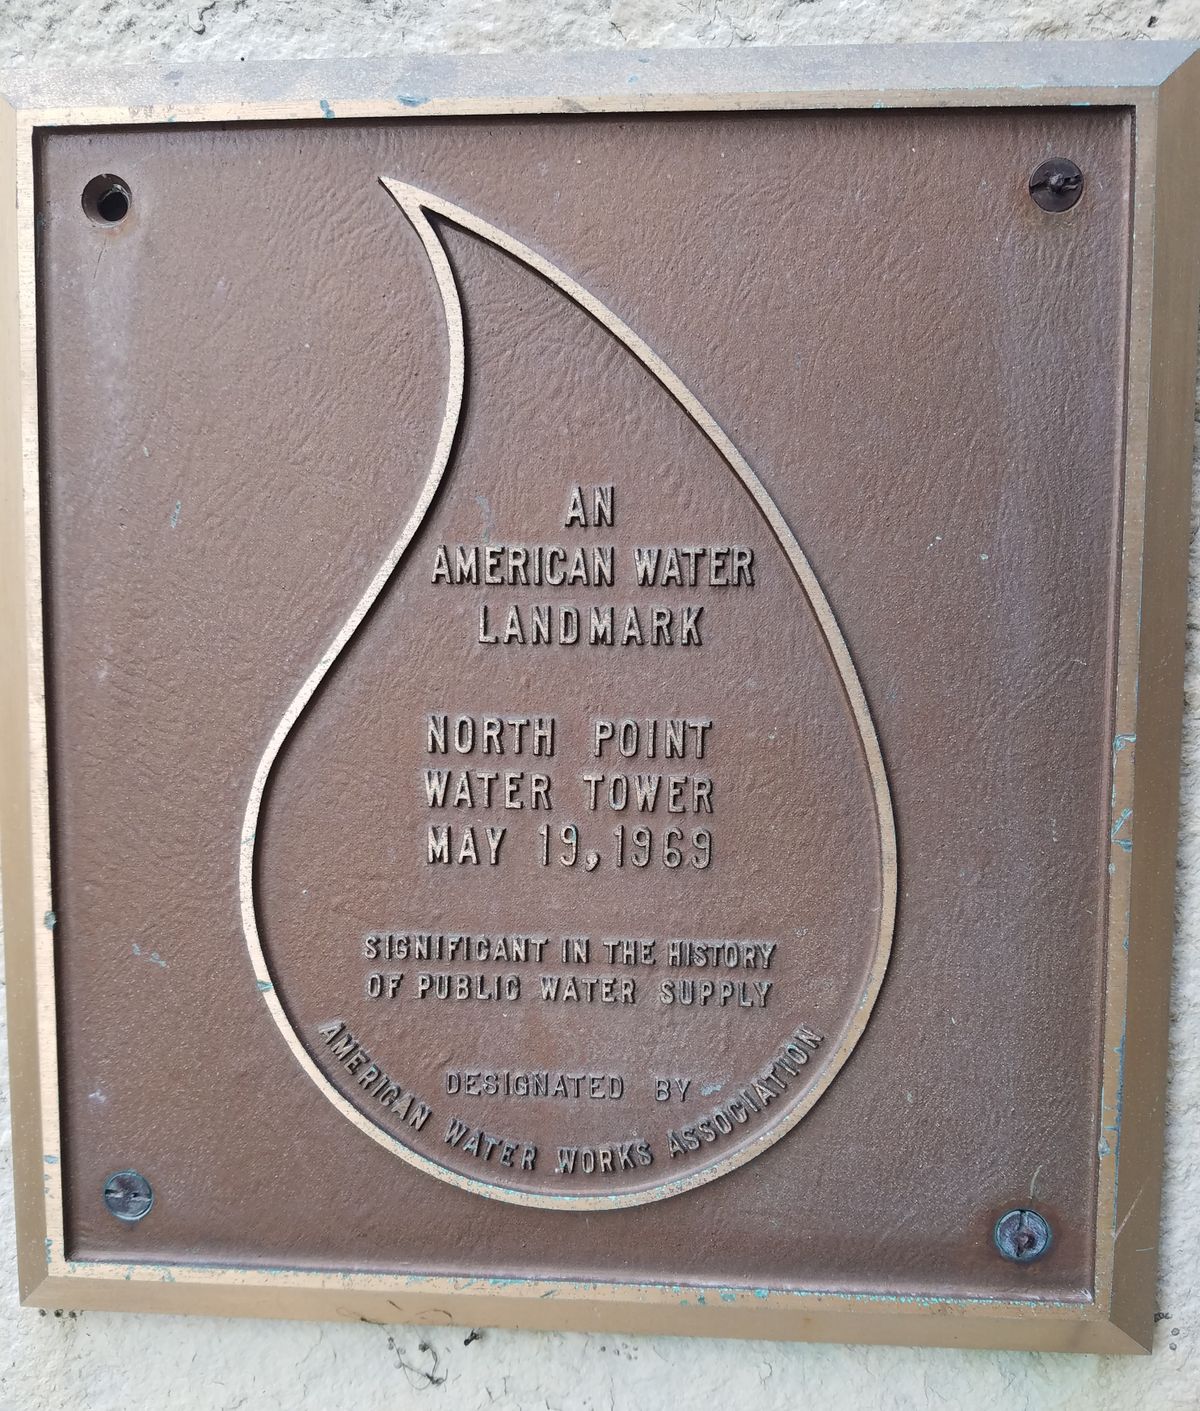 AN
AMERICAN WATER
LANDMARK
NORTH POINT
WATER TOWER
MAY 19, 1969
SIGNIFICANT IN THE HISTORY
OF PUBLIC WATER SUPPLY
DESIGNATED BY
AMERICAN WATER WORKS ASSOCIATION